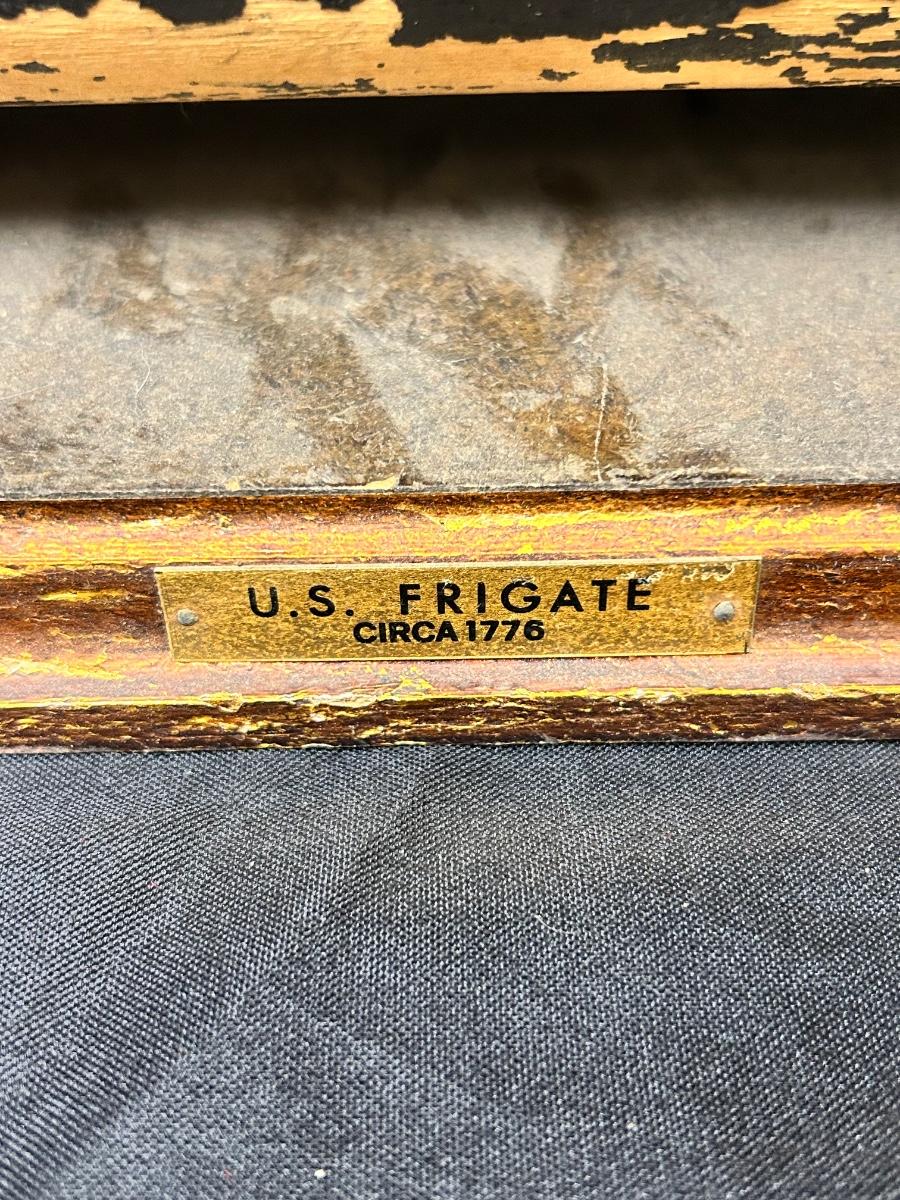 U.S. FRIGATE
CIRCA 1776